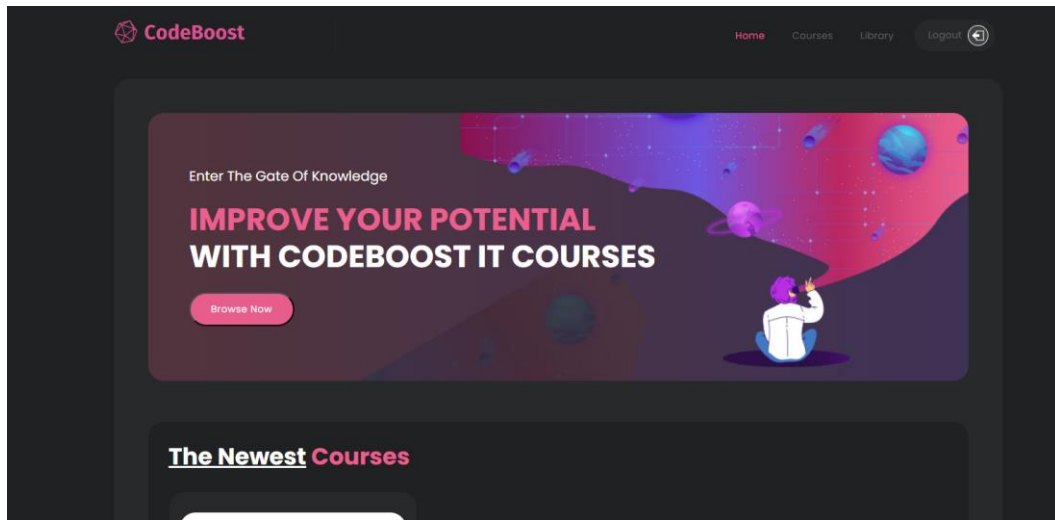 CodeBoost
Home Courses Library Logout
Enter The Gate Of Knowledge
IMPROVE YOUR POTENTIAL
WITH CODEBOOST IT COURSES
Browse Now
The Newest Courses